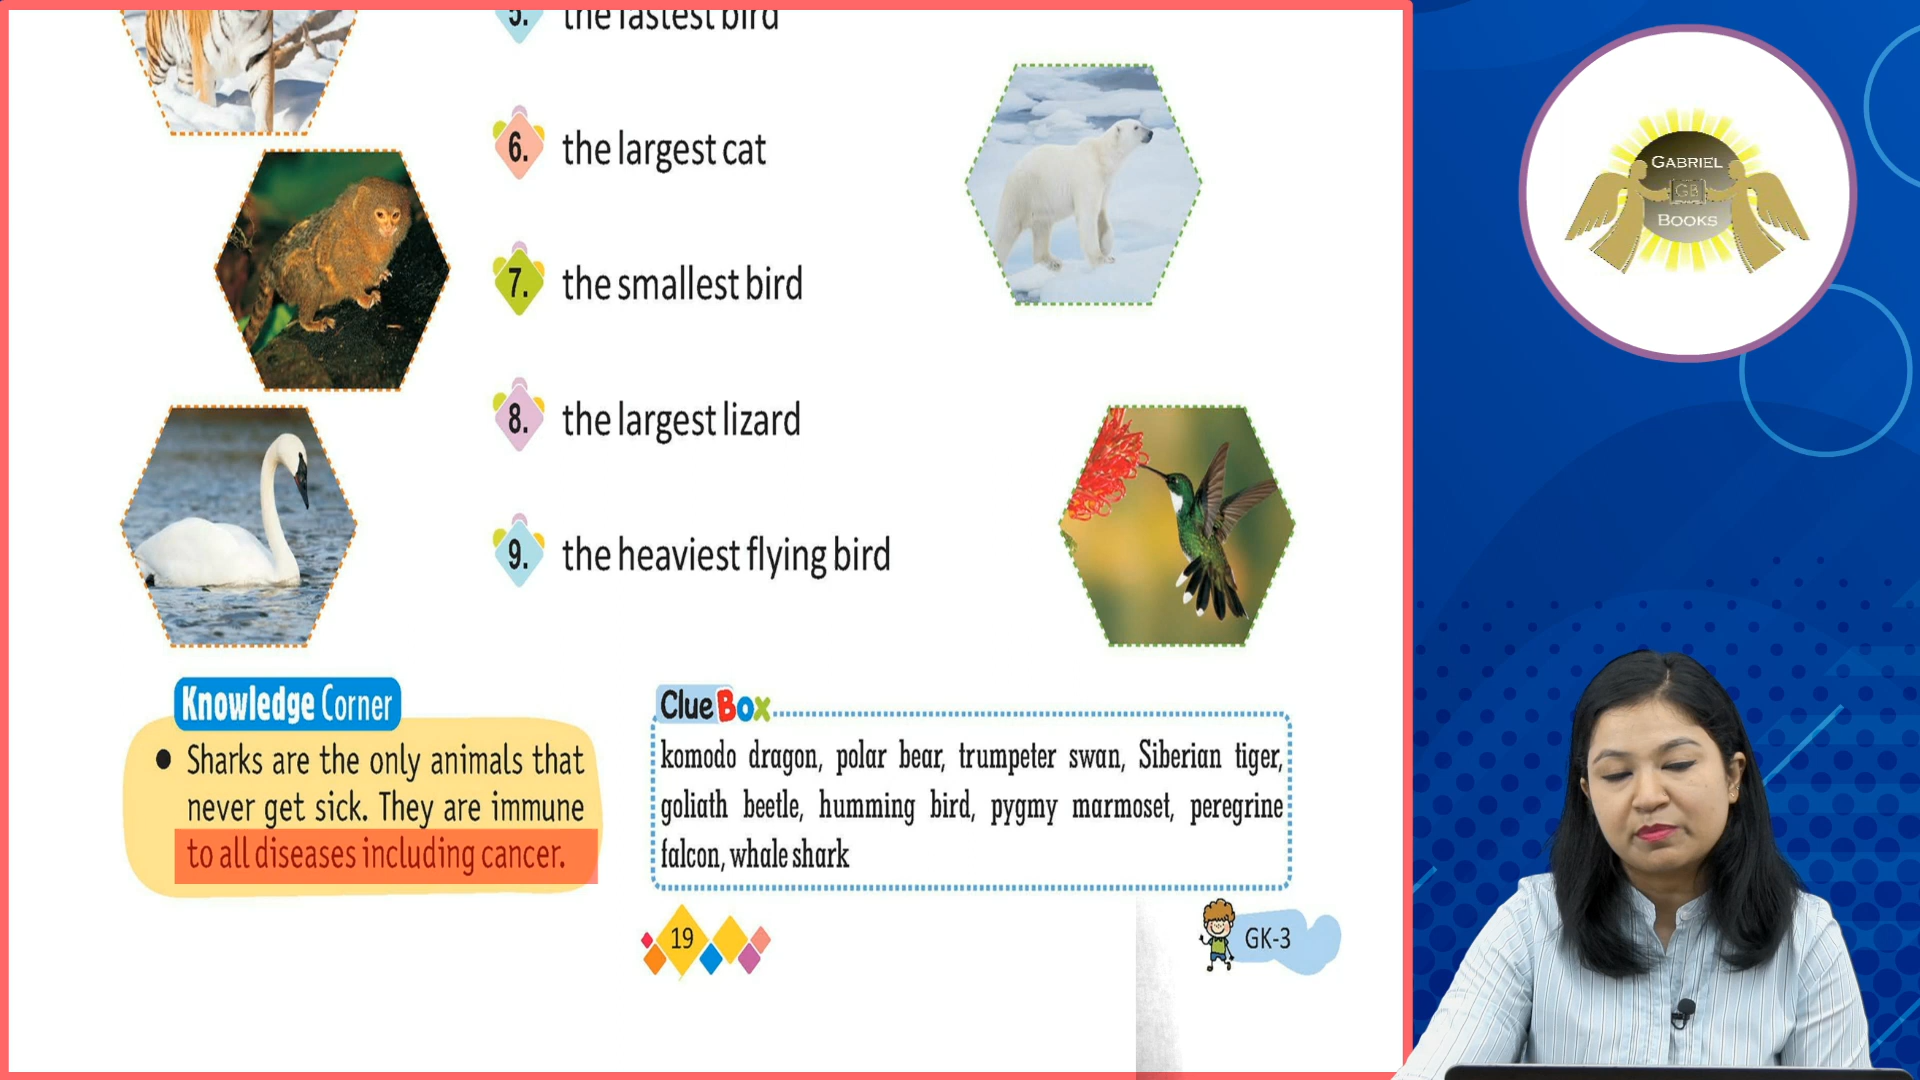 5. the fastest bird
6. the largest cat
7. the smallest bird
8. the largest lizard
9. the heaviest flying bird
Knowledge Corner
● Sharks are the only animals that
never get sick. They are immune
to all diseases including cancer.
Clue Box
komodo dragon, polar bear, trumpeter swan, Siberian tiger,
goliath beetle, humming bird, pygmy marmoset, peregrine
falcon, whale shark
19
GK-3
GABRIEL
GB
BOOKS